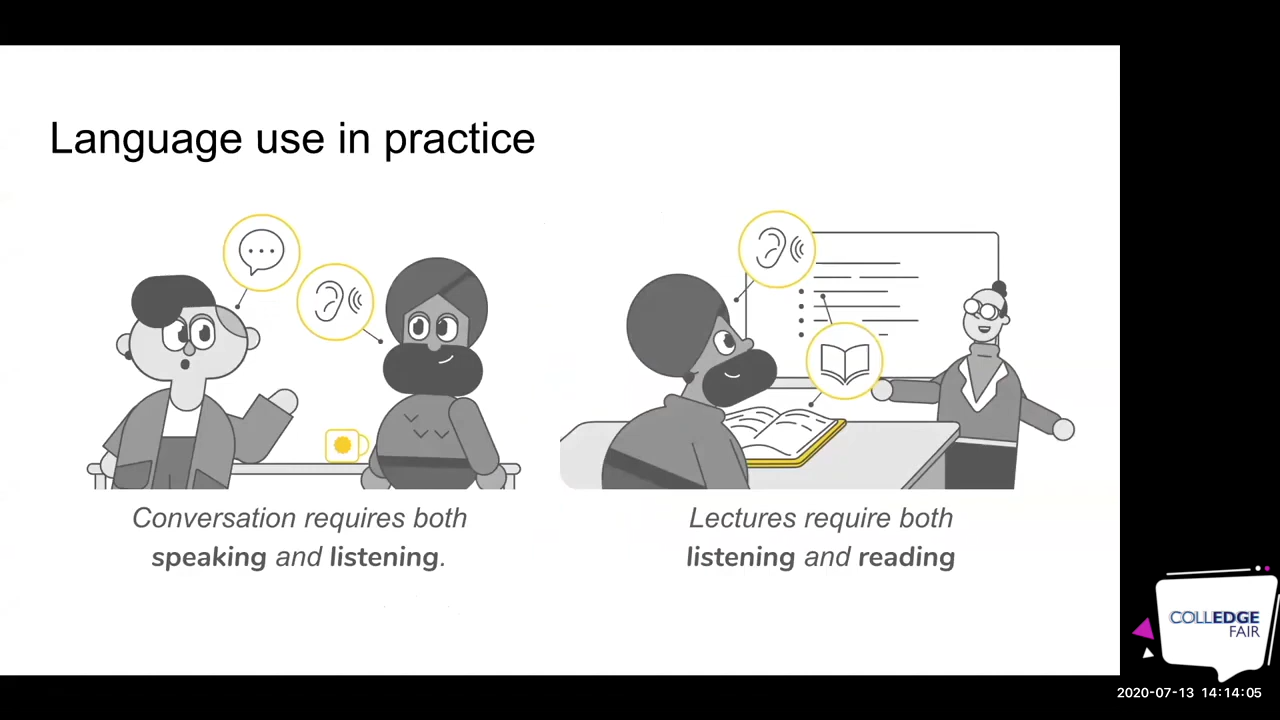 Language use in practice
Conversation requires both
speaking and listening.
Lectures require both
listening and reading
COLLEDGE
FAIR
2020-07-13 14:14:05